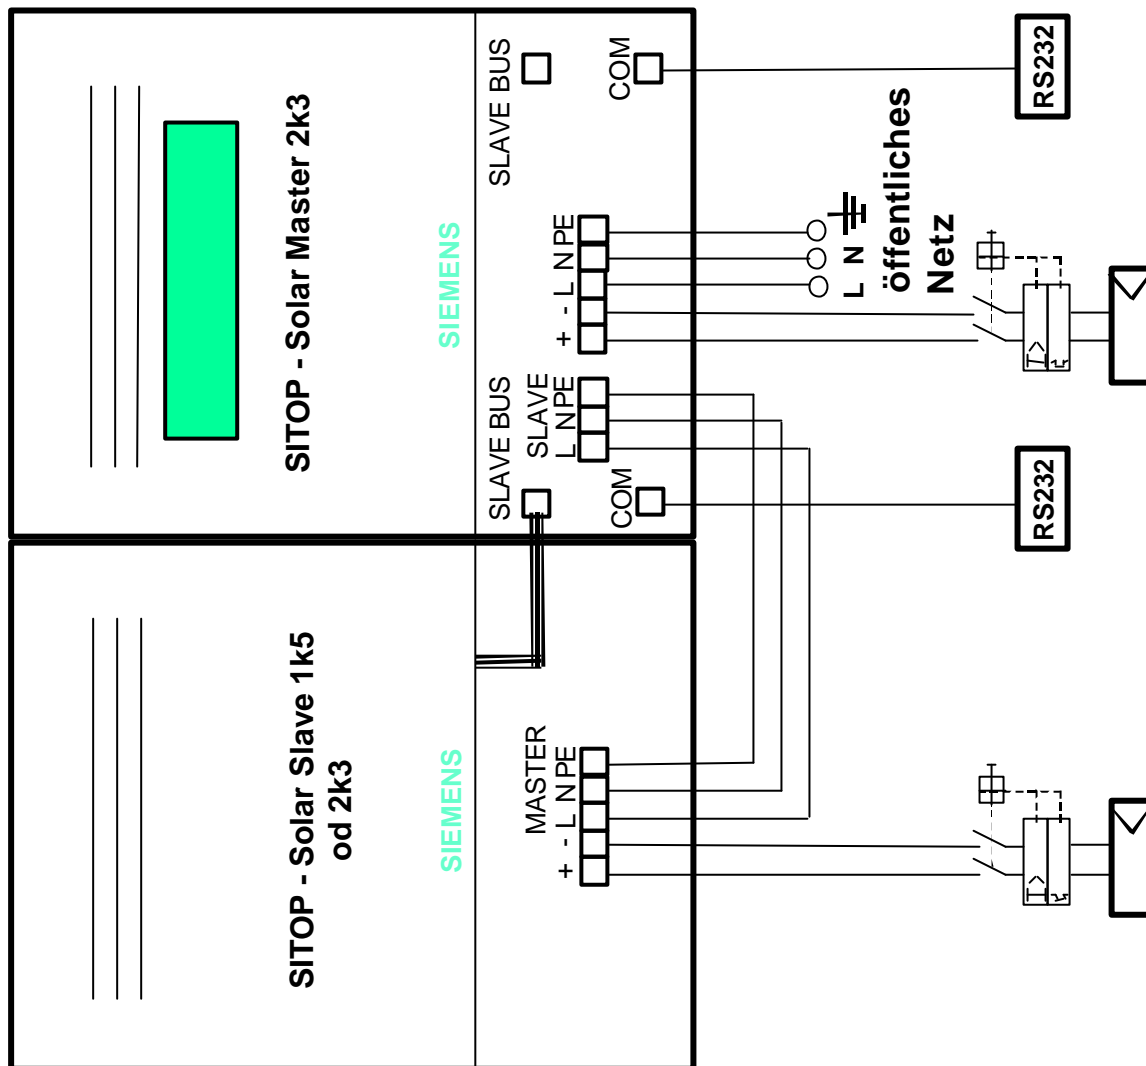 SITOP - Solar Slave 1k5
od 2k3
SIEMENS
MASTER
+ - L N PE
SITOP - Solar Master 2k3
SIEMENS
SLAVE BUS
SLAVE
L N PE
COM
+ - L N PE
SLAVE BUS
COM
L N
öffentliches
Netz
RS232
RS232